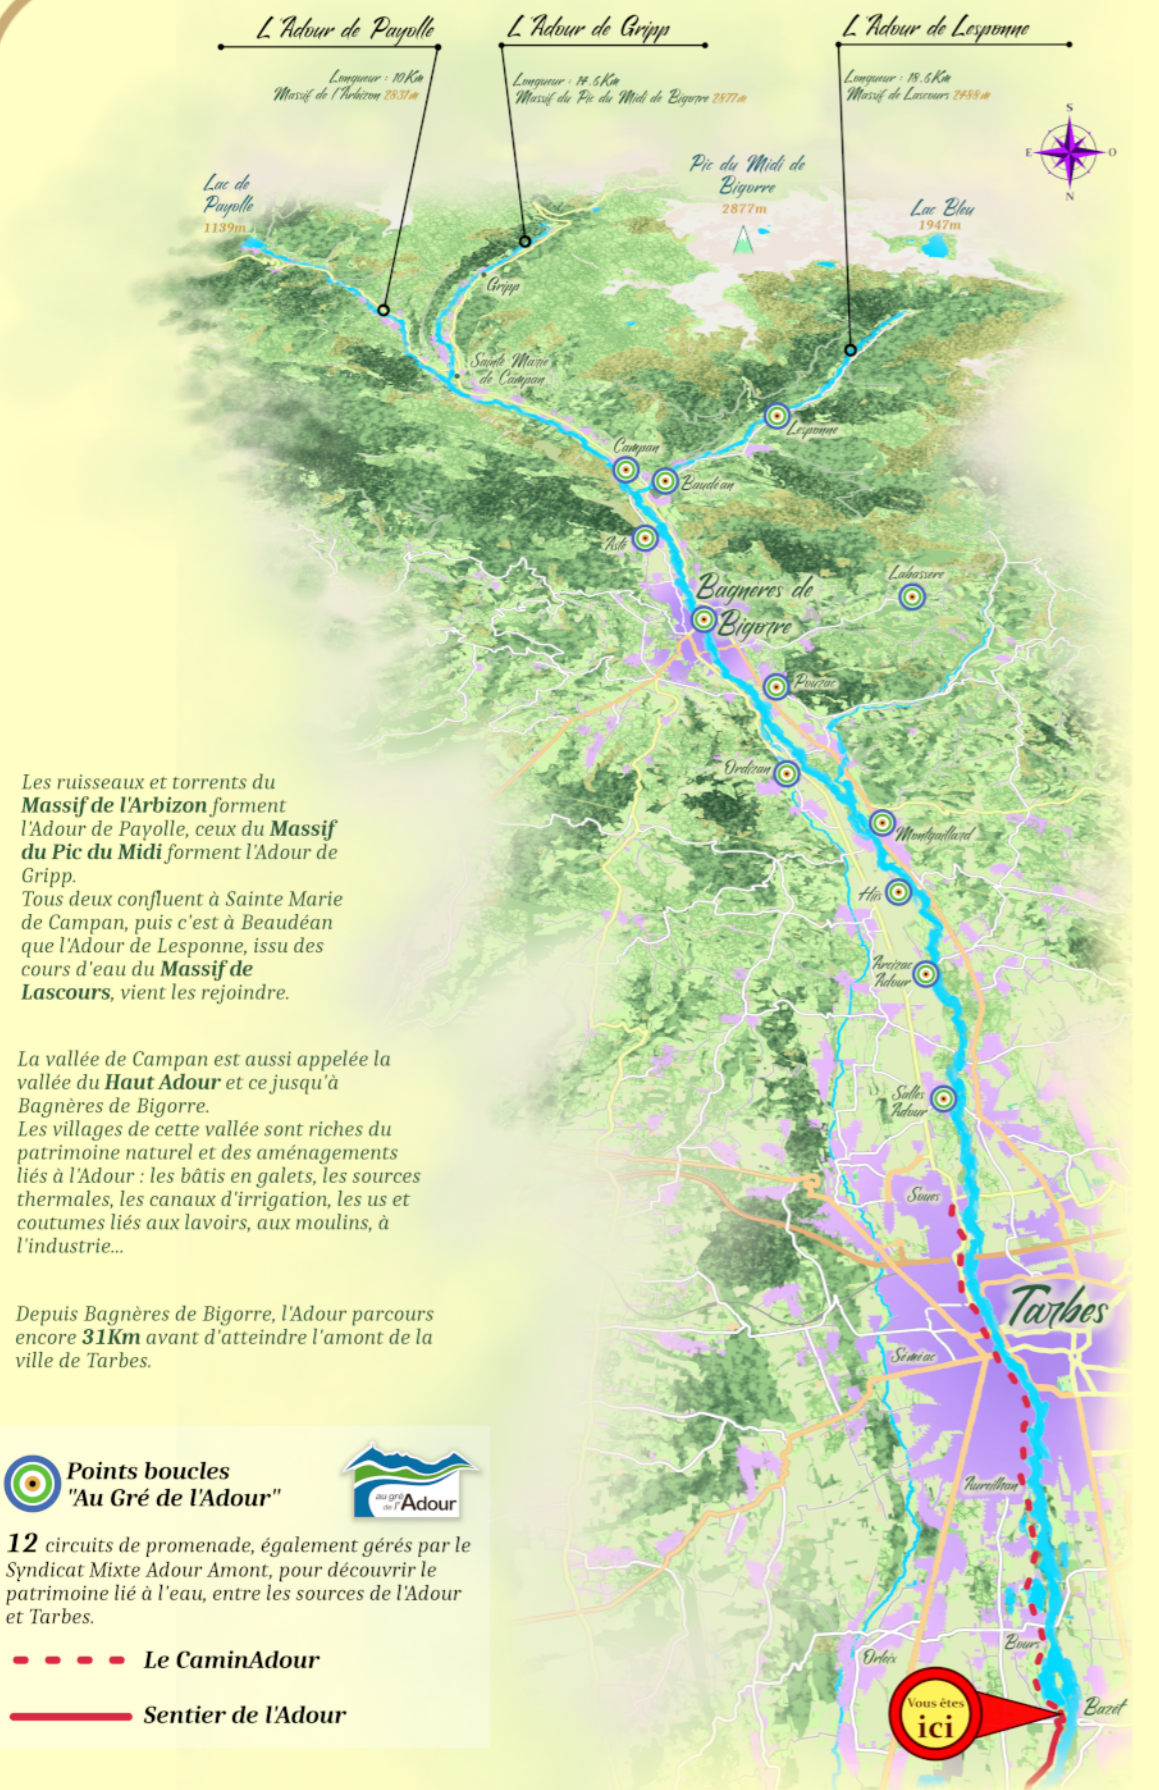 L'Adour de Payolle
Longueur : 10Km
Massif de l'Arbizon 2831m
L'Adour de Gripp
Longueur : 14.6Km
Massif du Pic du Midi de Bigorre 2877m
L'Adour de Lesponne
Longueur : 18.6Km
Massif de Lascours 2488m
S
E
O
N
Lac de
Payolle
1139m
Pic du Midi de
Bigorre
2877m
Lac Bleu
1947m
Gripp
Sainte Marie
de Campan
Lesponne
Campan
Baudéan
Asté
Labassère
Bagnères de
Bigorre
Pouzac
Ordizan
Montgaillard
Hiis
Arcizac
Adour
Salles
Adour
Soues
Tarbes
Séméac
Aureilhan
Bours
Orleix
Bazet
Vous êtes
ici
Les ruisseaux et torrents du
Massif de l'Arbizon forment
l'Adour de Payolle, ceux du Massif
du Pic du Midi forment l'Adour de
Gripp.
Tous deux confluent à Sainte Marie
de Campan, puis c'est à Beaudéan
que l'Adour de Lesponne, issu des
cours d'eau du Massif de
Lascours, vient les rejoindre.
La vallée de Campan est aussi appelée la
vallée du Haut Adour et ce jusqu'à
Bagnères de Bigorre.
Les villages de cette vallée sont riches du
patrimoine naturel et des aménagements
liés à l'Adour : les bâtis en galets, les sources
thermales, les canaux d'irrigation, les us et
coutumes liés aux lavoirs, aux moulins, à
l'industrie...
Depuis Bagnères de Bigorre, l'Adour parcours
encore 31Km avant d'atteindre l'amont de la
ville de Tarbes.
Points boucles
"Au Gré de l'Adour"
au gré
de l'Adour
12 circuits de promenade, également gérés par le
Syndicat Mixte Adour Amont, pour découvrir le
patrimoine lié à l'eau, entre les sources de l'Adour
et Tarbes.
Le CaminAdour
Sentier de l'Adour